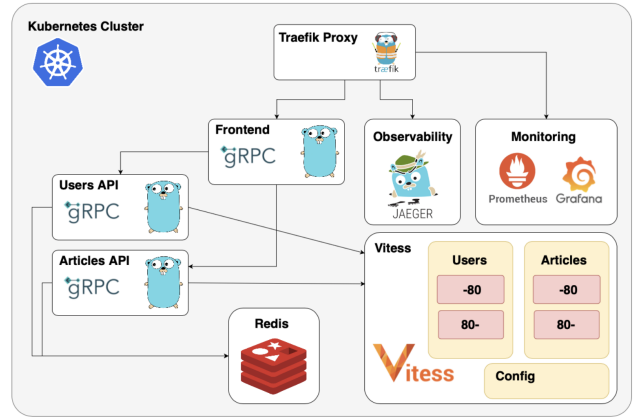 Kubernetes Cluster
Traefik Proxy
træfik
Frontend
gRPC
Observability
JAEGER
Monitoring
Prometheus
Grafana
Users API
gRPC
Articles API
gRPC
Redis
Vitess
Users
-80
80-
Articles
-80
80-
Vitess
Config